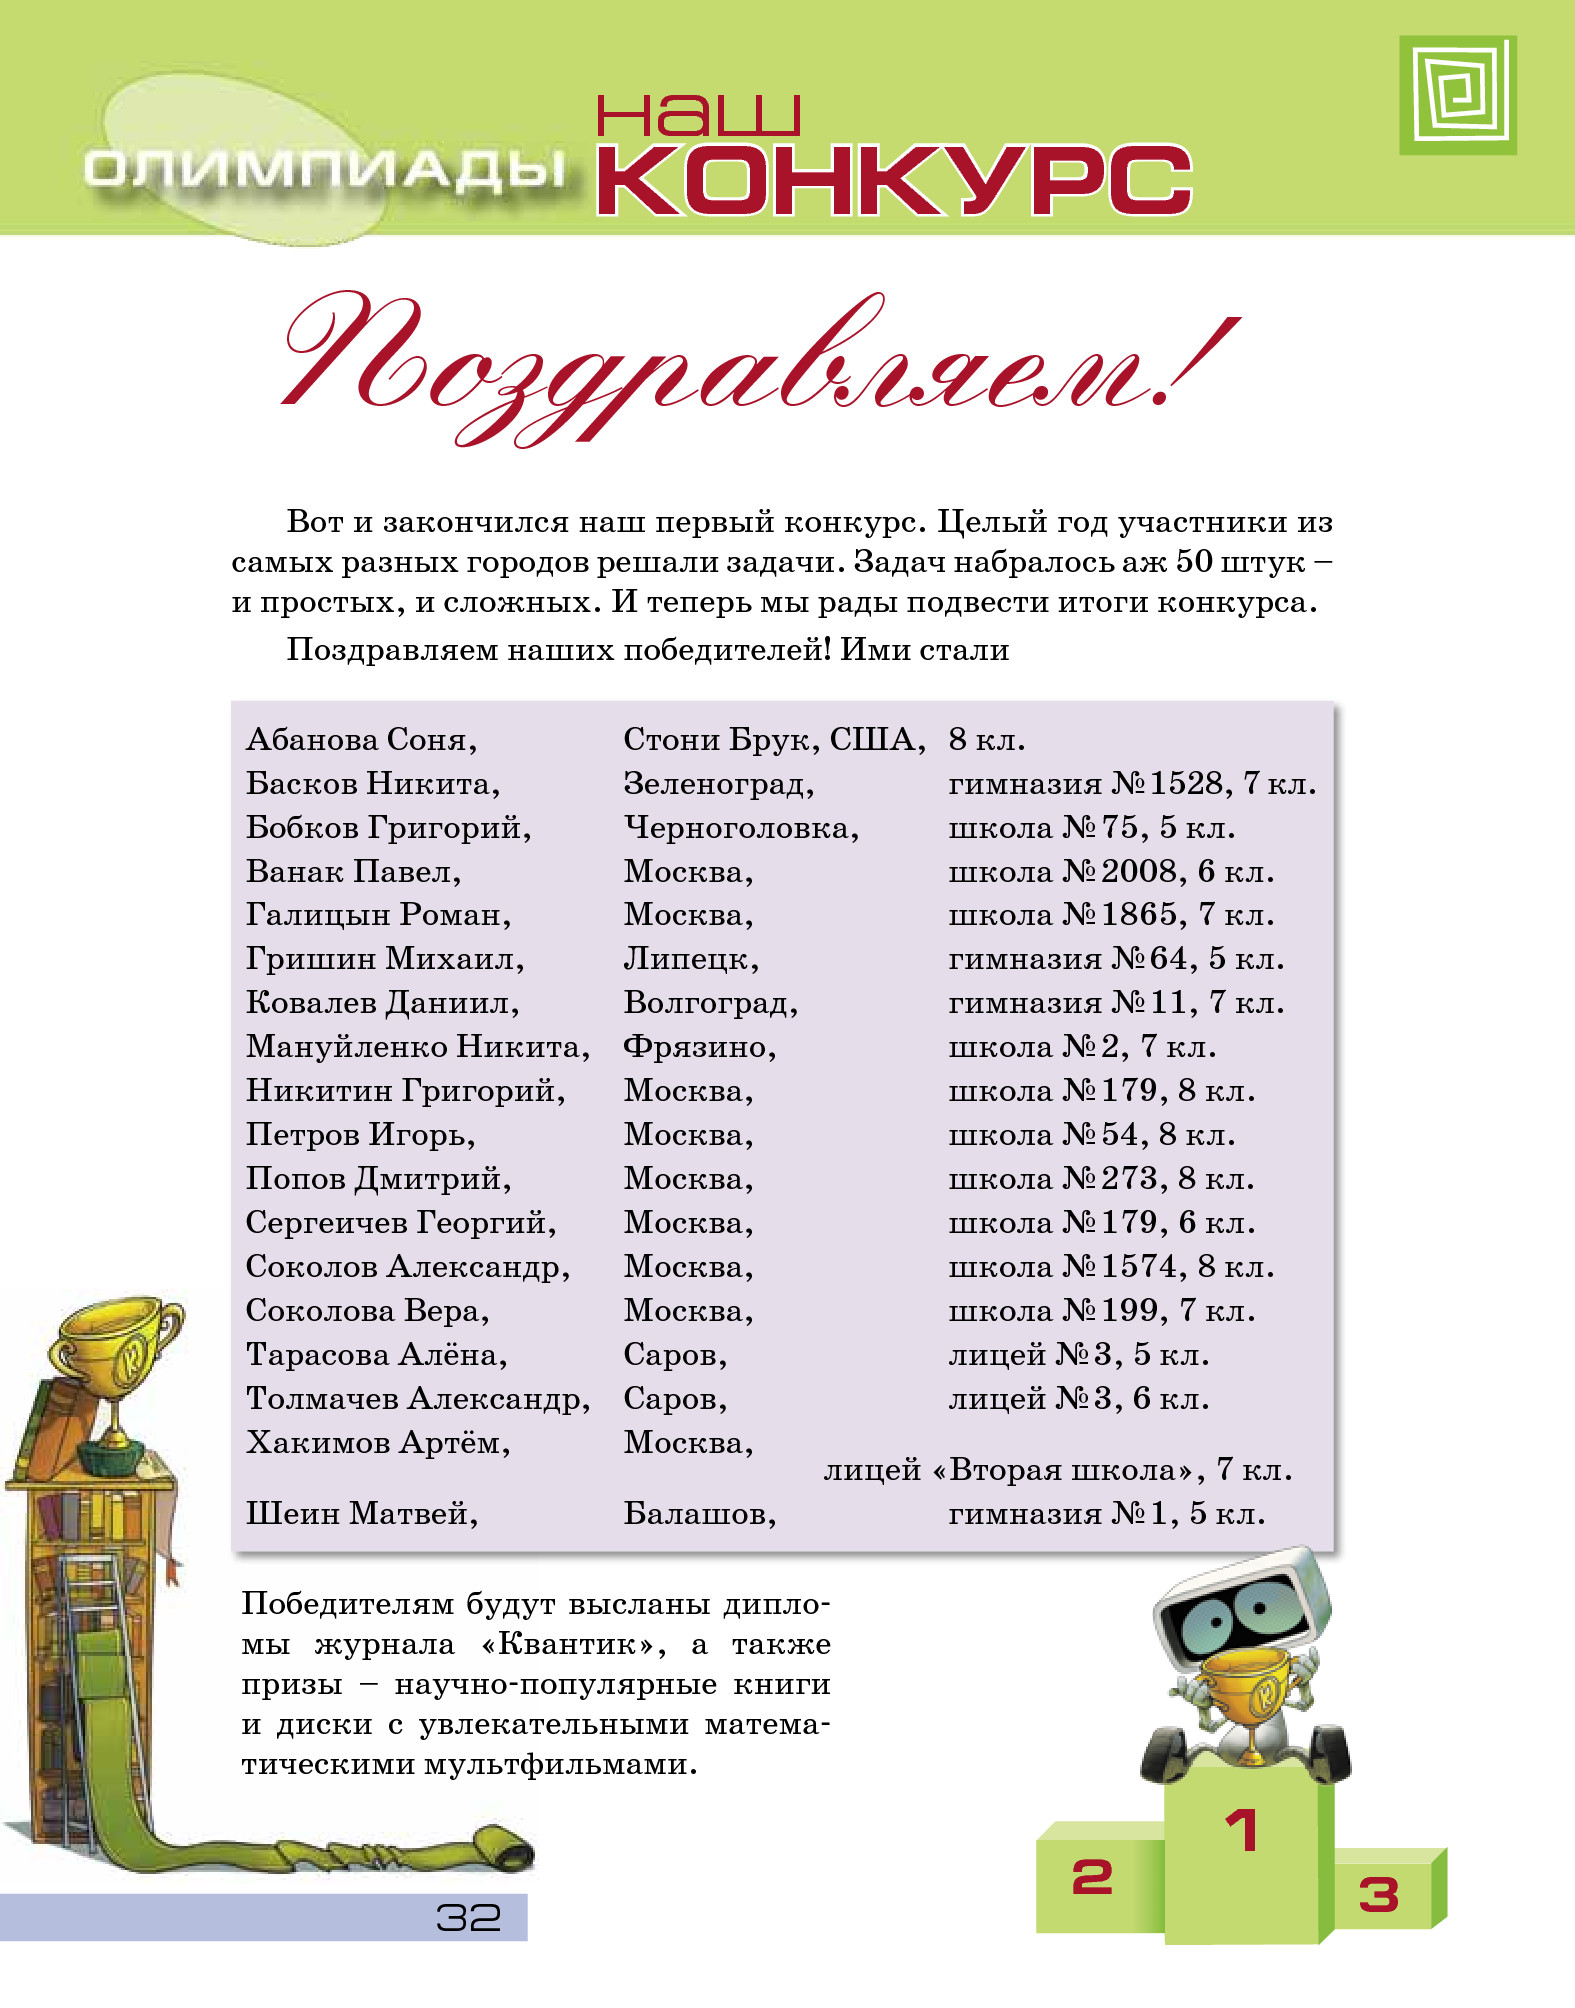 ОЛИМПИАДЫ
наш
КОНКУРС
Поздравляем!
Вот и закончился наш первый конкурс. Целый год участники из
самых разных городов решали задачи. Задач набралось аж 50 штук –
и простых, и сложных. И теперь мы рады подвести итоги конкурса.
Поздравляем наших победителей! Ими стали
Абанова Соня, Стони Брук, США, 8 кл.
Басков Никита, Зеленоград, гимназия №1528, 7 кл.
Бобков Григорий, Черноголовка, школа №75, 5 кл.
Ванак Павел, Москва, школа №2008, 6 кл.
Галицын Роман, Москва, школа №1865, 7 кл.
Гришин Михаил, Липецк, гимназия №64, 5 кл.
Ковалев Даниил, Волгоград, гимназия №11, 7 кл.
Мануйленко Никита, Фрязино, школа №2, 7 кл.
Никитин Григорий, Москва, школа №179, 8 кл.
Петров Игорь, Москва, школа №54, 8 кл.
Попов Дмитрий, Москва, школа №273, 8 кл.
Сергеичев Георгий, Москва, школа №179, 6 кл.
Соколов Александр, Москва, школа №1574, 8 кл.
Соколова Вера, Москва, школа №199, 7 кл.
Тарасова Алёна, Саров, лицей №3, 5 кл.
Толмачев Александр, Саров, лицей №3, 6 кл.
Хакимов Артём, Москва,
лицей «Вторая школа», 7 кл.
Шеин Матвей, Балашов, гимназия №1, 5 кл.
Победителям будут высланы дипло-
мы журнала «Квантик», а также
призы – научно-популярные книги
и диски с увлекательными матема-
тическими мультфильмами.
1
2
3
32